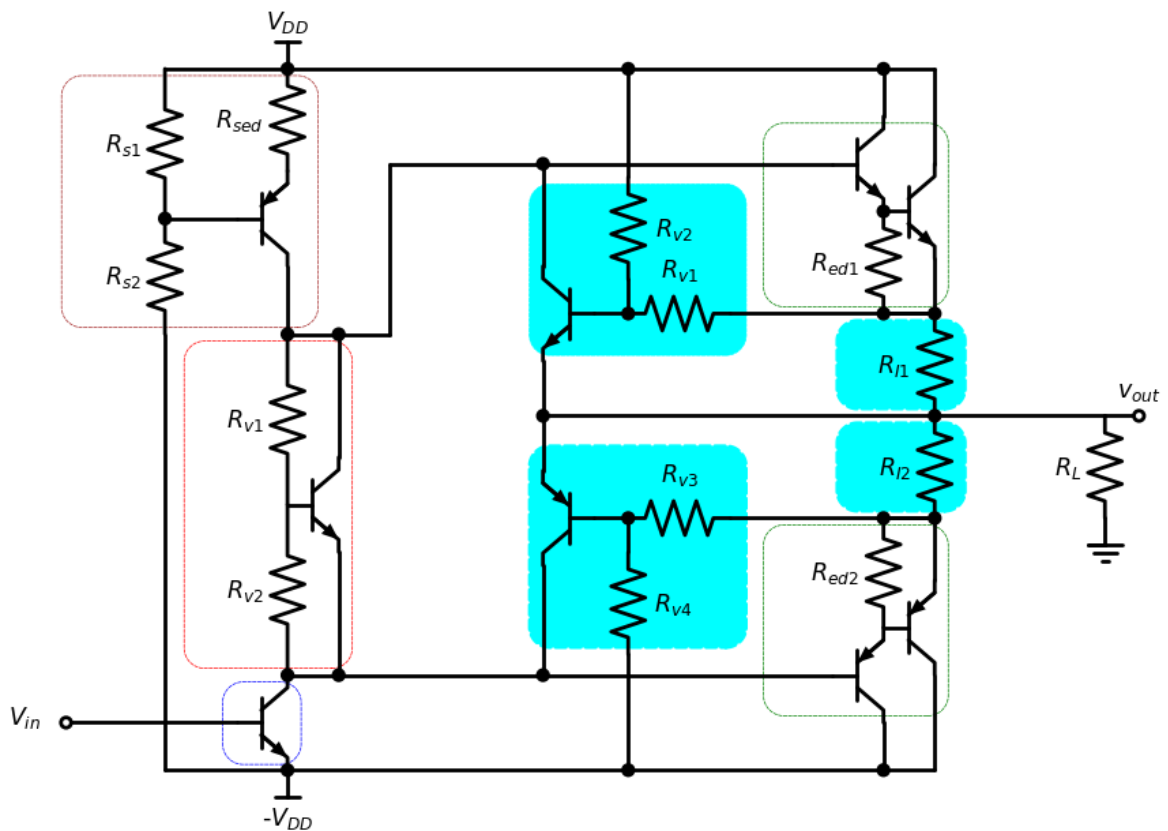 V_DD
R_sed
R_s1
R_s2
R_v2
R_v1
R_ed1
R_l1
v_out
R_v1
R_l2
R_L
R_v3
R_ed2
R_v2
R_v4
V_in
-V_DD